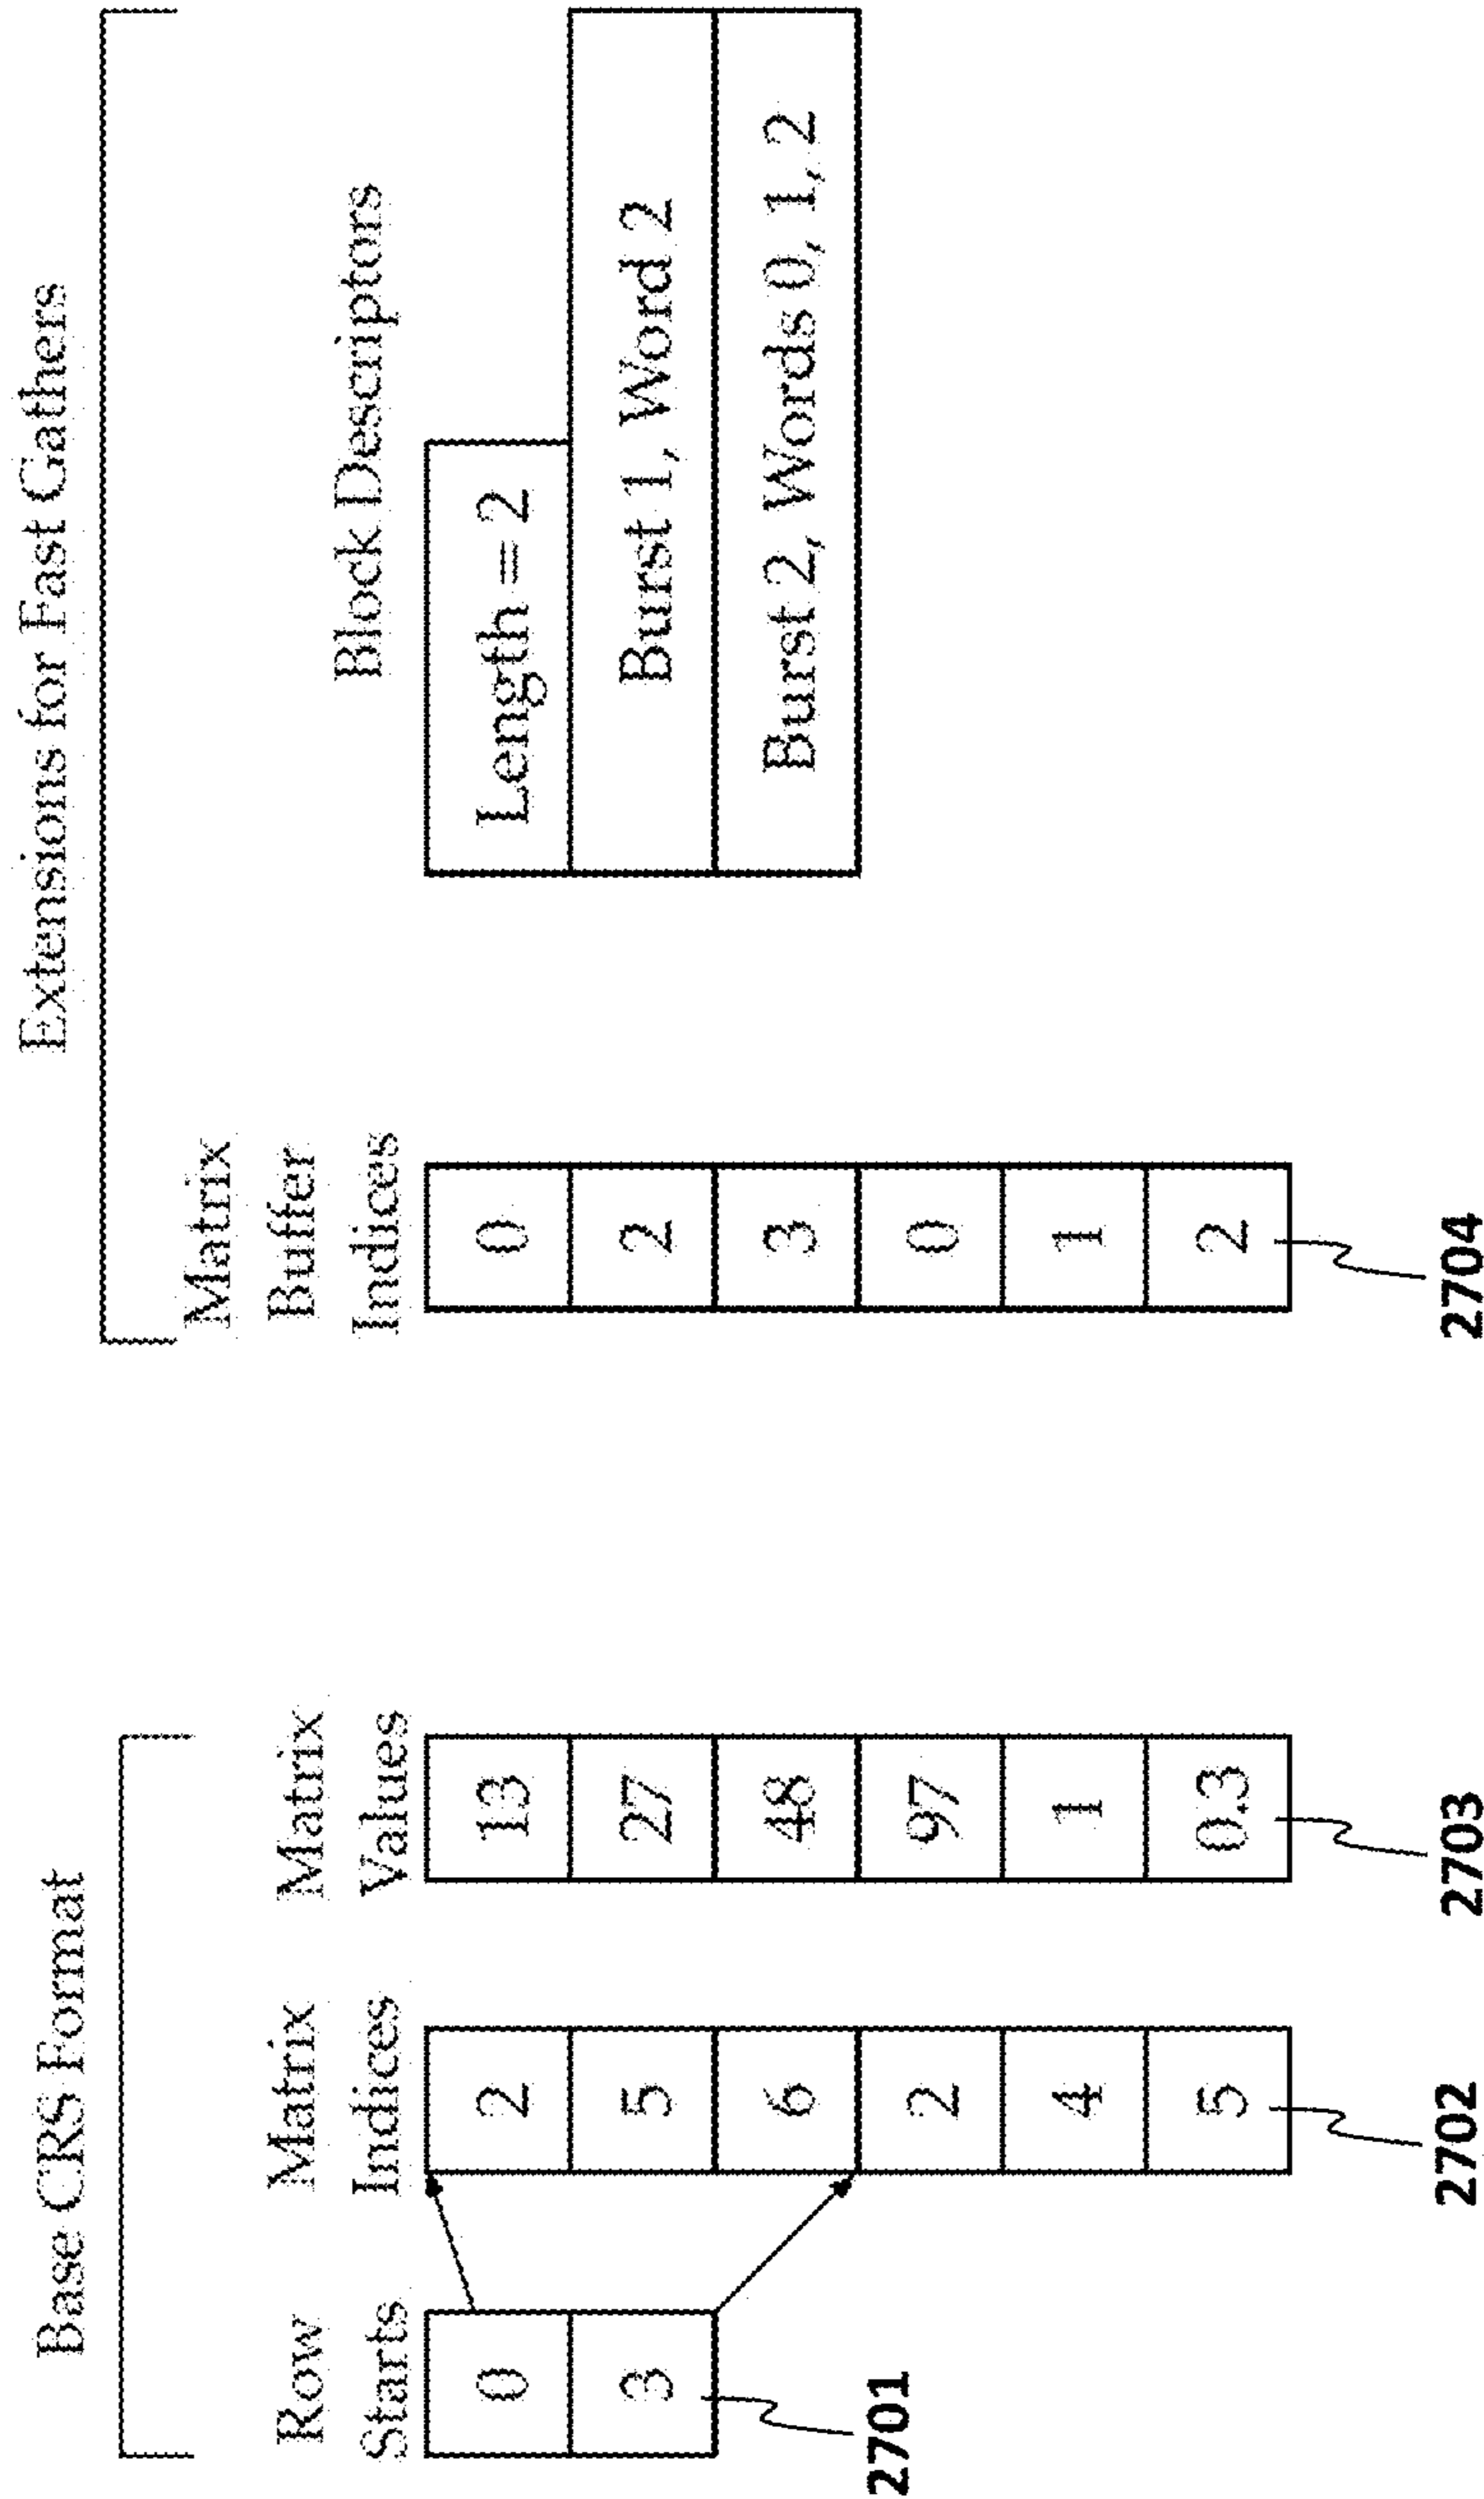 Base CRS Format
Extensions for Fast Gathers
Row
Starts
Matrix
Indices
Matrix
Values
Matrix
Buffer
Indices
Block Descriptors
0
3
2
5
6
2
4
5
13
27
48
97
1
0.3
0
2
3
0
1
2
Length = 2
Burst 1, Word 2
Burst 2, Words 0, 1, 2
2701
2702
2703
2704